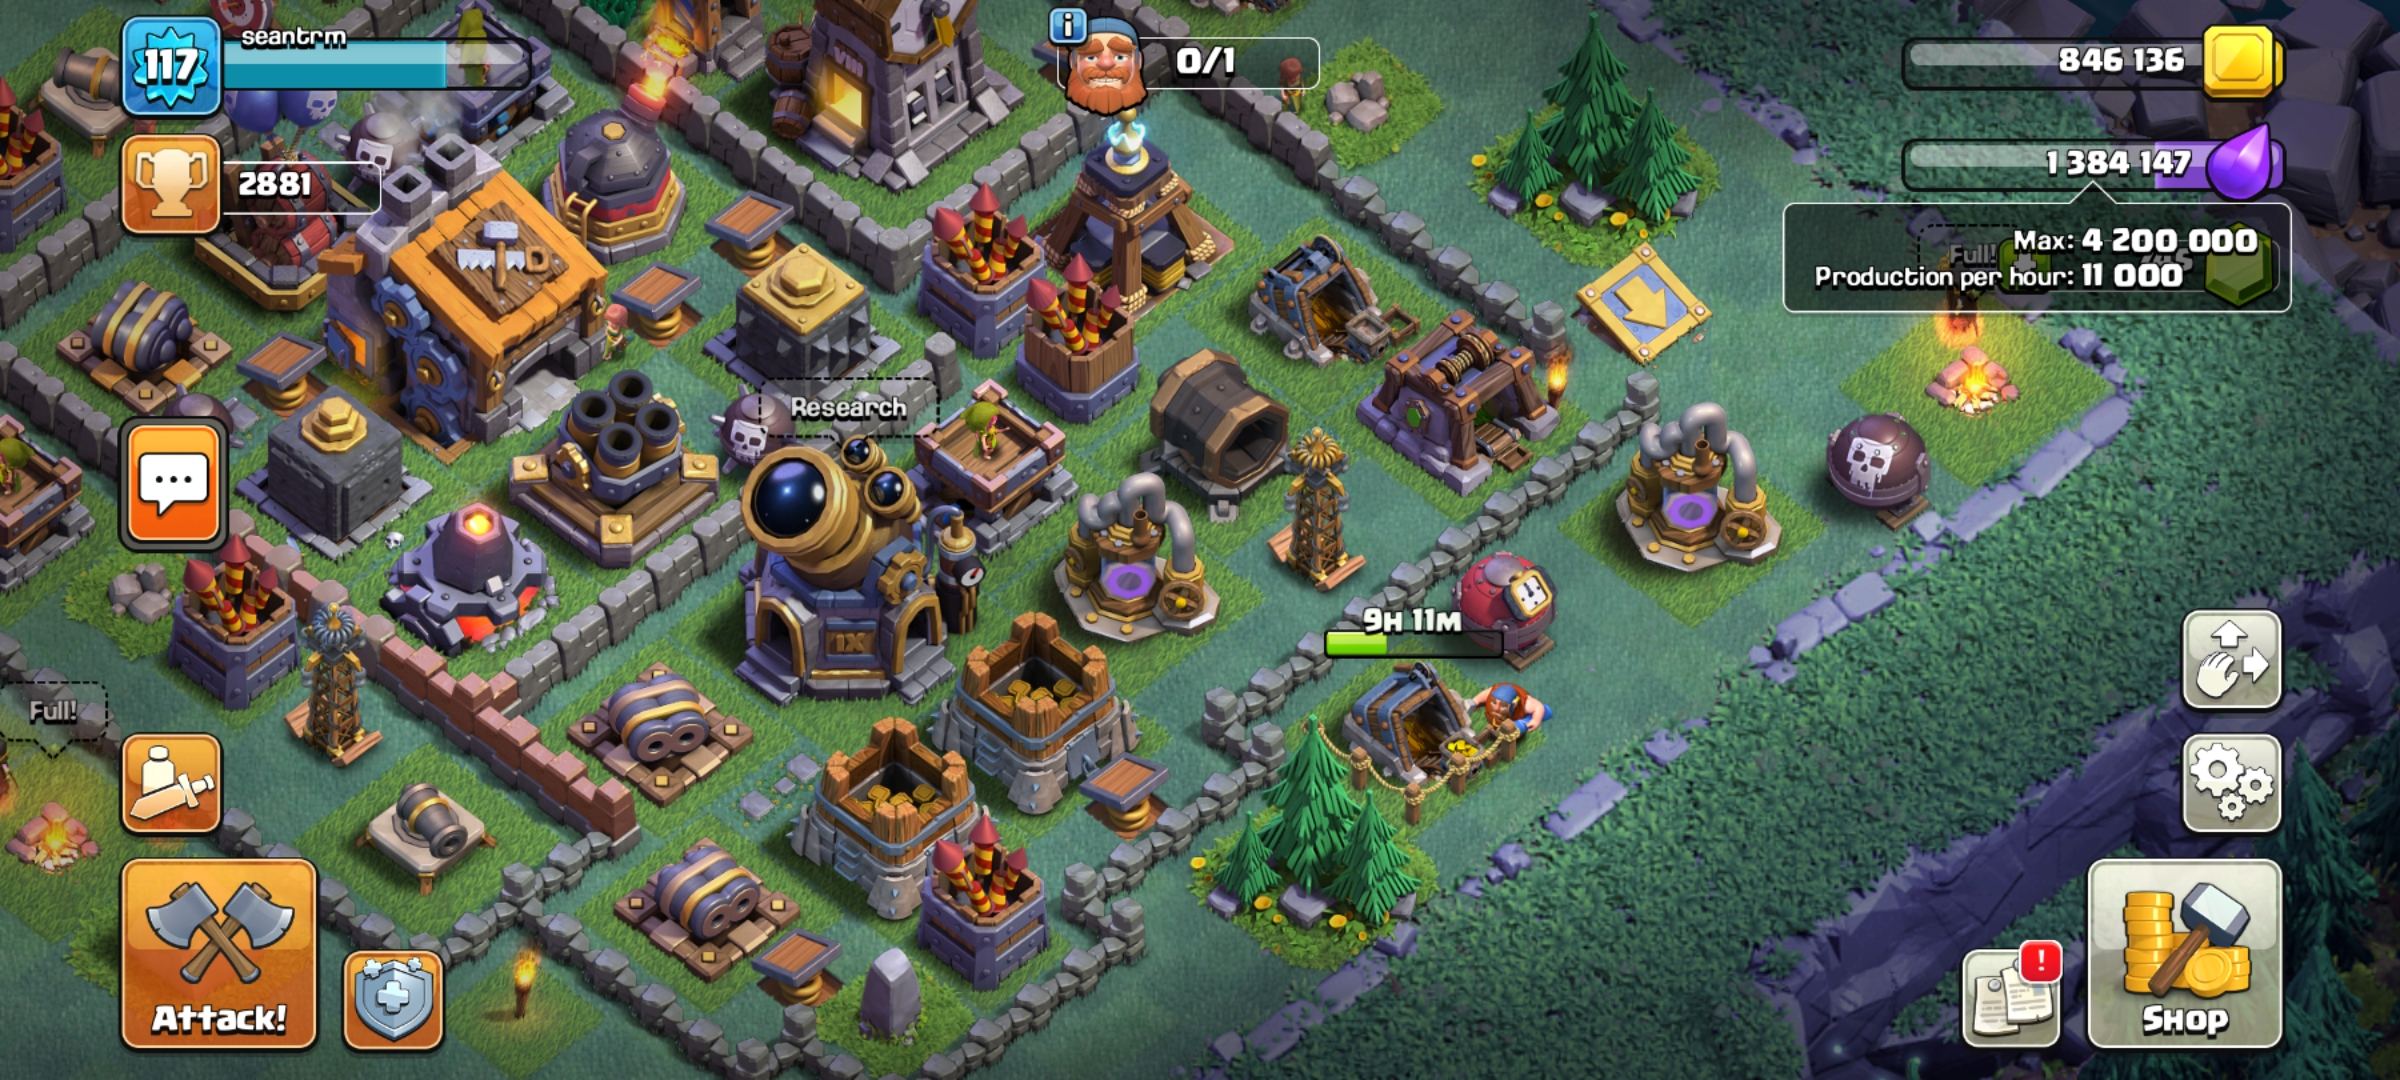 117
seantrm
i
0/1
846 136
2881
VIII
1 384 147
Full!
Max: 4 200 000
Production per hour: 11 000
Research
IX
9H 11M
Full!
Attack!
!
Shop